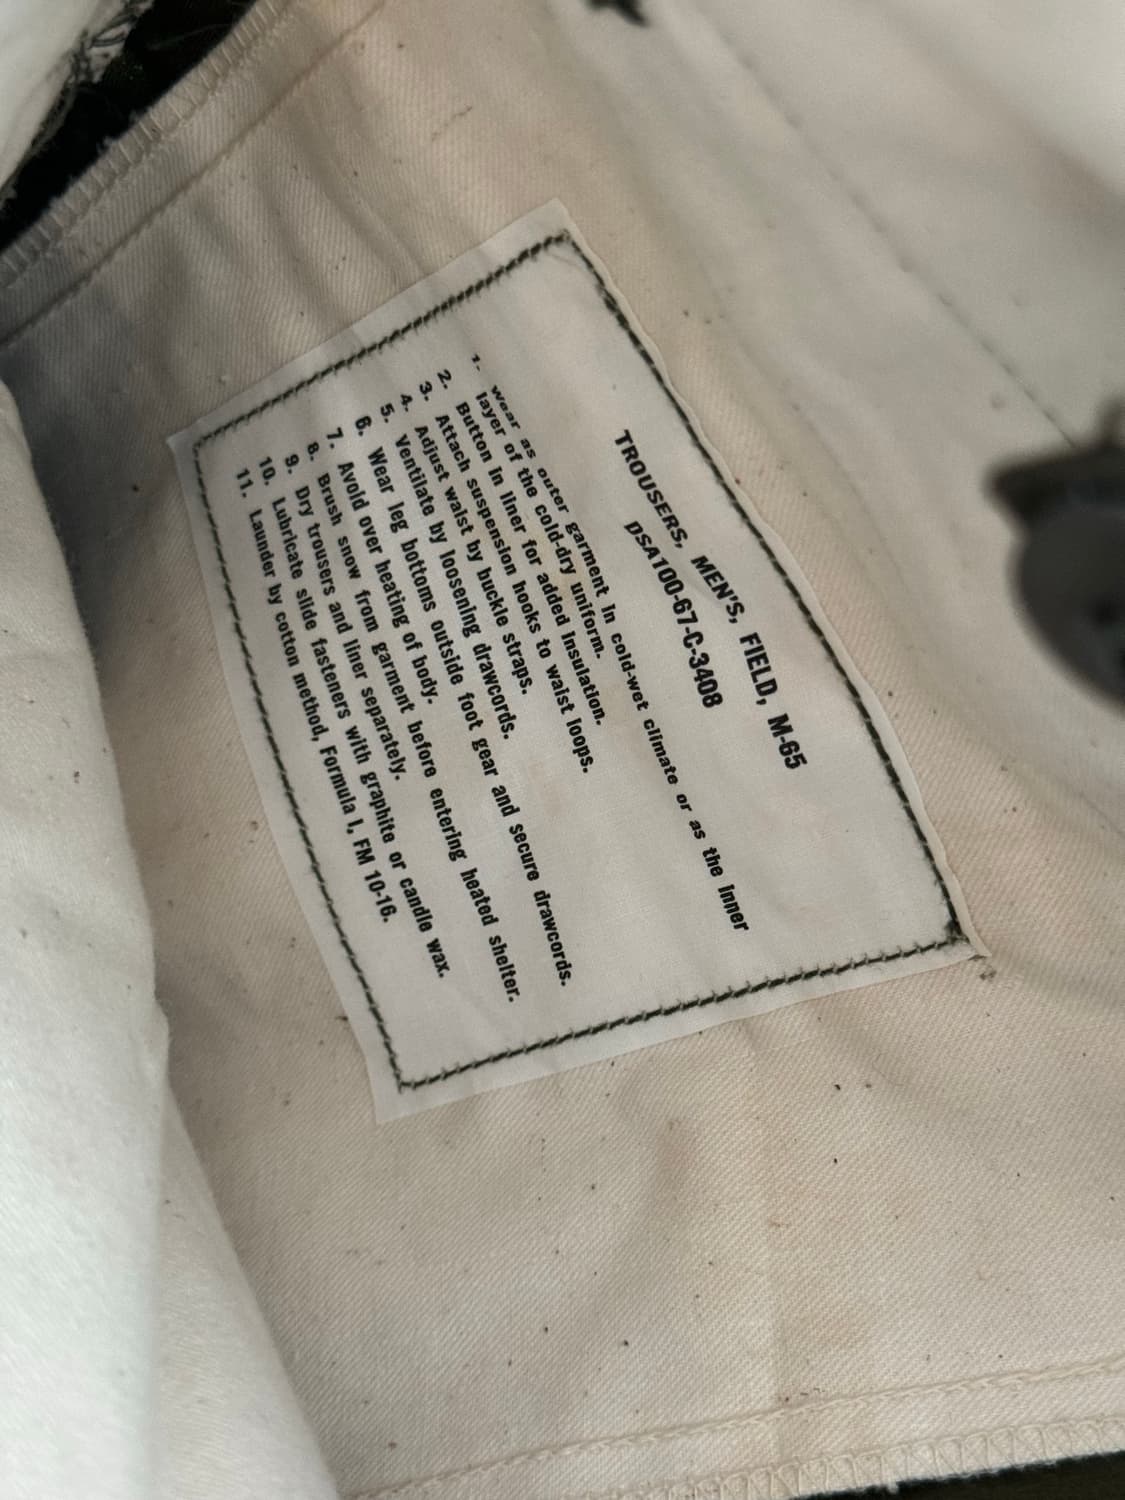 TROUSERS, MEN'S, FIELD, M-65
DSA100-67-C-3408
1. Wear as outer garment in cold-wet climate or as the inner
layer of the cold-dry uniform.
2. Button in liner for added insulation.
3. Attach suspension hooks to waist loops.
4. Adjust waist by buckle straps.
5. Ventilate by loosening drawcords.
6. Wear leg bottoms outside foot gear and secure drawcords.
7. Avoid over heating of body.
8. Brush snow from garment before entering heated shelter.
9. Dry trousers and liner separately.
10. Lubricate slide fasteners with graphite or candle wax.
11. Launder by cotton method, Formula I, FM 10-16.